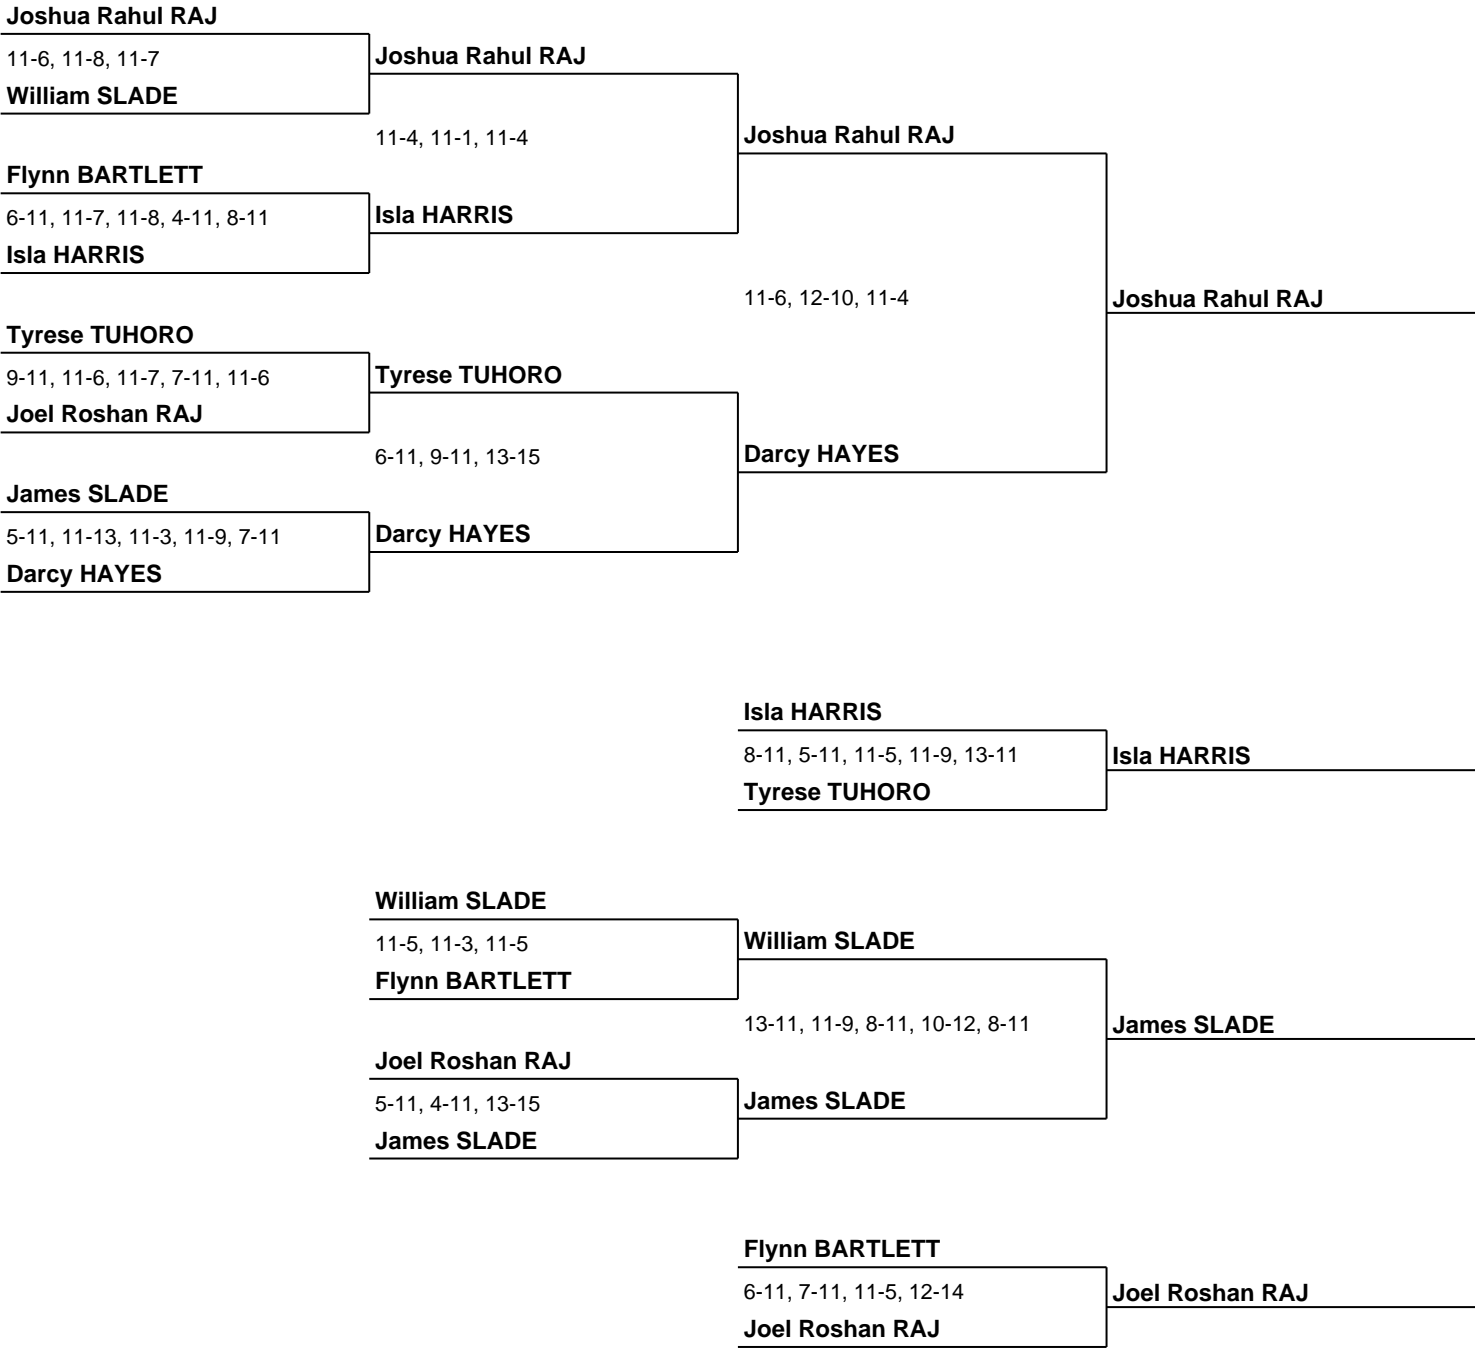 Joshua Rahul RAJ
11-6, 11-8, 11-7
Joshua Rahul RAJ
William SLADE
11-4, 11-1, 11-4
Joshua Rahul RAJ
Flynn BARTLETT
6-11, 11-7, 11-8, 4-11, 8-11
Isla HARRIS
Isla HARRIS
11-6, 12-10, 11-4
Joshua Rahul RAJ
Tyrese TUHORO
9-11, 11-6, 11-7, 7-11, 11-6
Tyrese TUHORO
Joel Roshan RAJ
6-11, 9-11, 13-15
Darcy HAYES
James SLADE
5-11, 11-13, 11-3, 11-9, 7-11
Darcy HAYES
Darcy HAYES
Isla HARRIS
8-11, 5-11, 11-5, 11-9, 13-11
Isla HARRIS
Tyrese TUHORO
William SLADE
11-5, 11-3, 11-5
William SLADE
Flynn BARTLETT
13-11, 11-9, 8-11, 10-12, 8-11
James SLADE
Joel Roshan RAJ
5-11, 4-11, 13-15
James SLADE
James SLADE
Flynn BARTLETT
6-11, 7-11, 11-5, 12-14
Joel Roshan RAJ
Joel Roshan RAJ